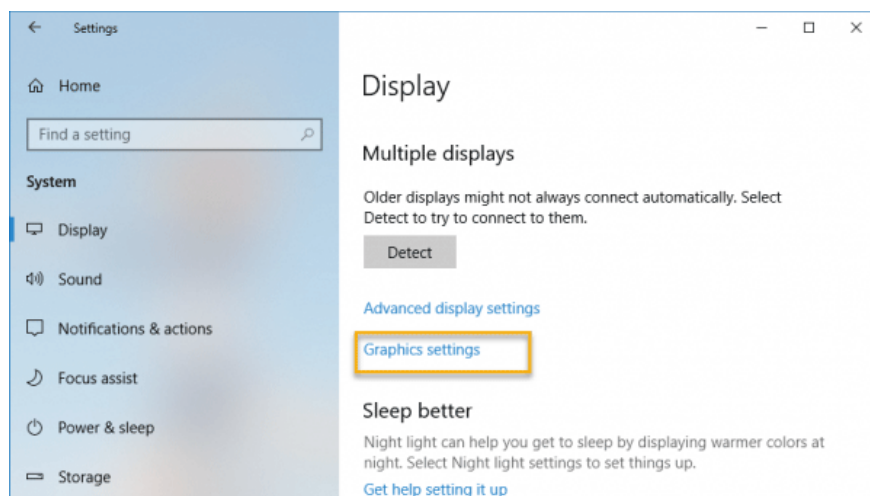 Settings
Home
Find a setting
System
Display
Sound
Notifications & actions
Focus assist
Power & sleep
Storage
Display
Multiple displays
Older displays might not always connect automatically. Select
Detect to try to connect to them.
Detect
Advanced display settings
Graphics settings
Sleep better
Night light can help you get to sleep by displaying warmer colors at
night. Select Night light settings to set things up.
Get help setting it up